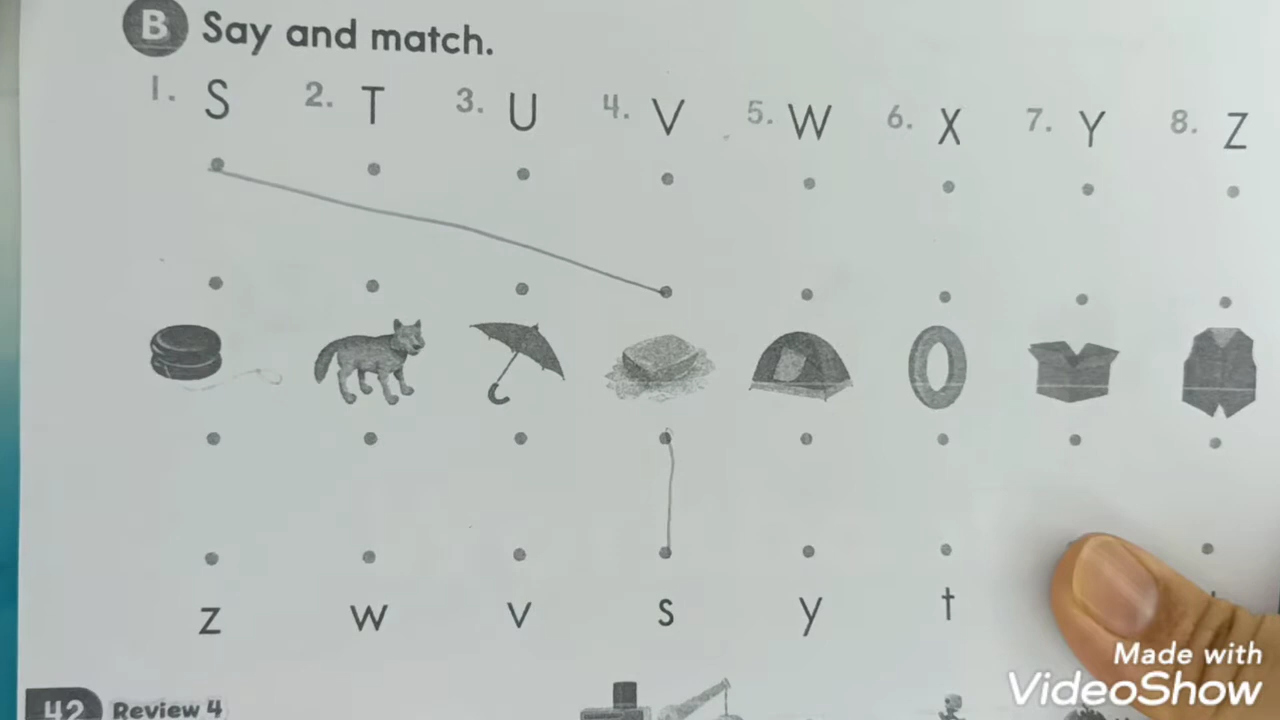 B Say and match.
1. S 2. T 3. U 4. V 5. W 6. X 7. Y 8. Z
z w v s y t
42 Review 4
Made with
VideoShow